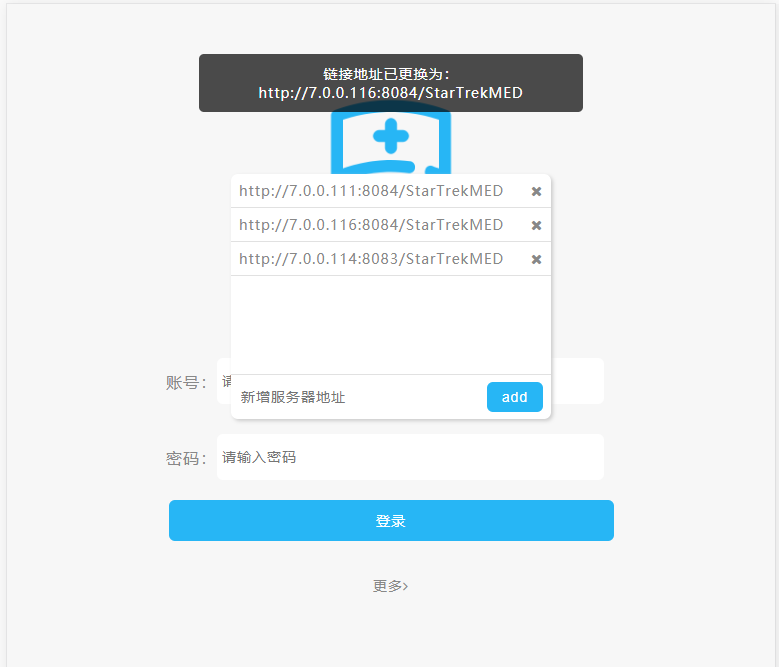 链接地址已更换为：
http://7.0.0.116:8084/StarTrekMED
http://7.0.0.111:8084/StarTrekMED
http://7.0.0.116:8084/StarTrekMED
http://7.0.0.114:8083/StarTrekMED
账号： 请
新增服务器地址 add
密码： 请输入密码
登录
更多>